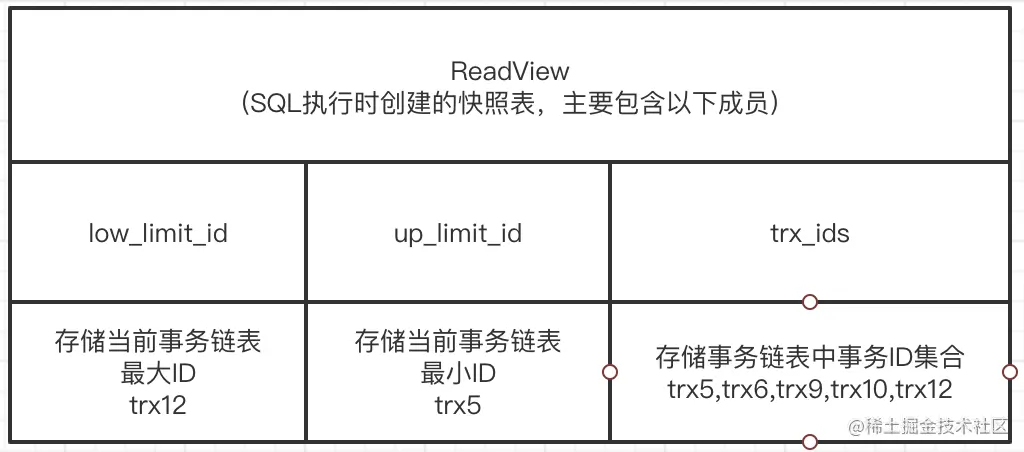 ReadView
（SQL执行时创建的快照表，主要包含以下成员）
low_limit_id
up_limit_id
trx_ids
存储当前事务链表
最大ID
trx12
存储当前事务链表
最小ID
trx5
存储事务链表中事务ID集合
trx5,trx6,trx9,trx10,trx12
@稀土掘金技术社区